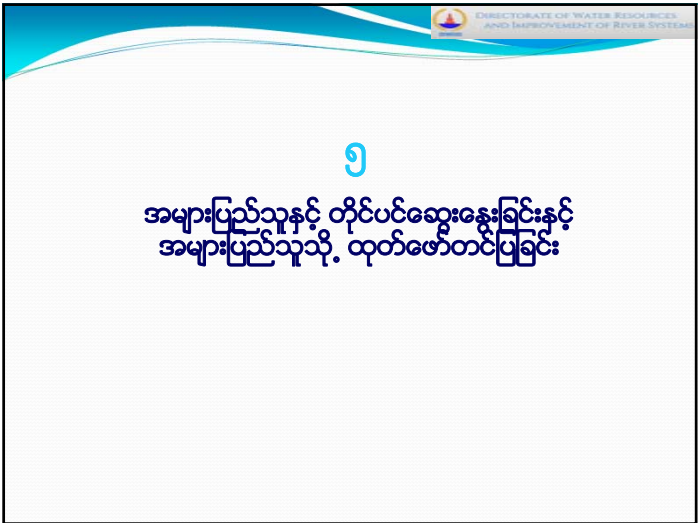 DIRECTORATE OF WATER RESOURCES
AND IMPROVEMENT OF RIVER SYSTEMS
၅
အများပြည်သူနှင့် တိုင်ပင်ဆွေးနွေးခြင်းနှင့်
အများပြည်သူသို့ ထုတ်ဖော်တင်ပြခြင်း